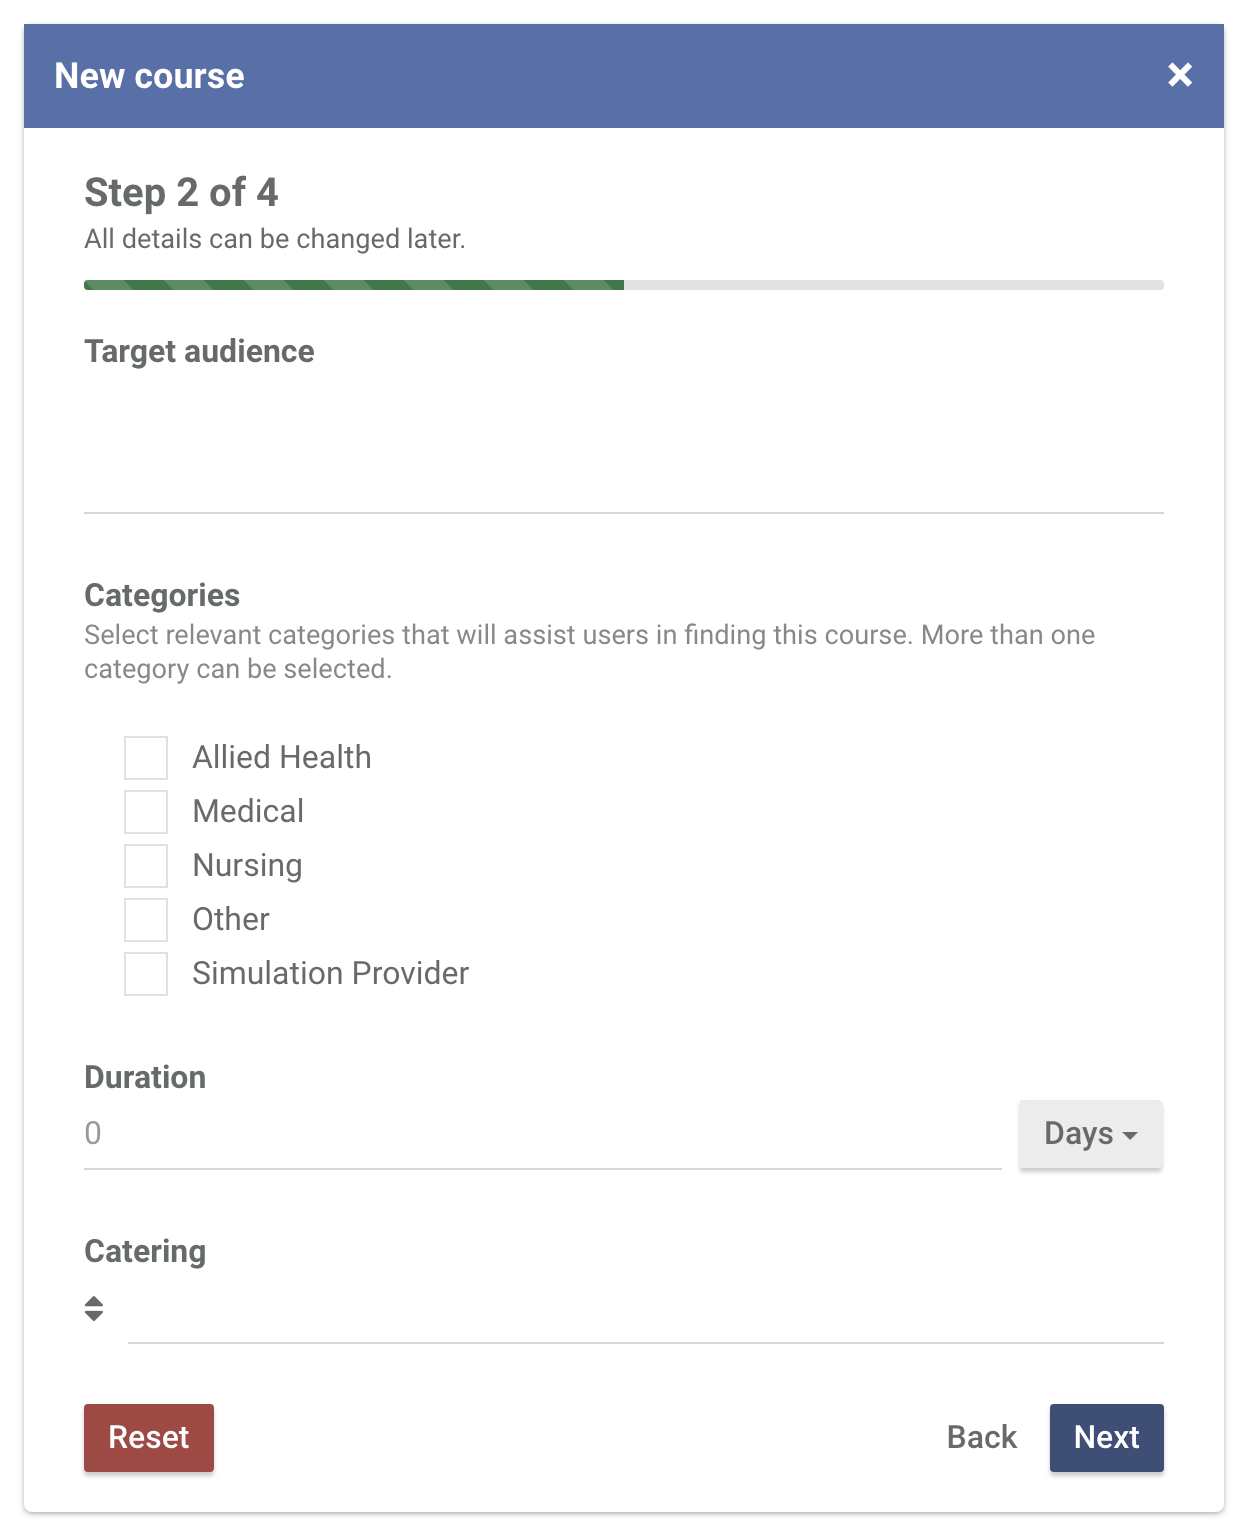 New course
Step 2 of 4
All details can be changed later.
Target audience
Categories
Select relevant categories that will assist users in finding this course. More than one
category can be selected.
Allied Health
Medical
Nursing
Other
Simulation Provider
Duration
0
Days
Catering
Reset
Back
Next